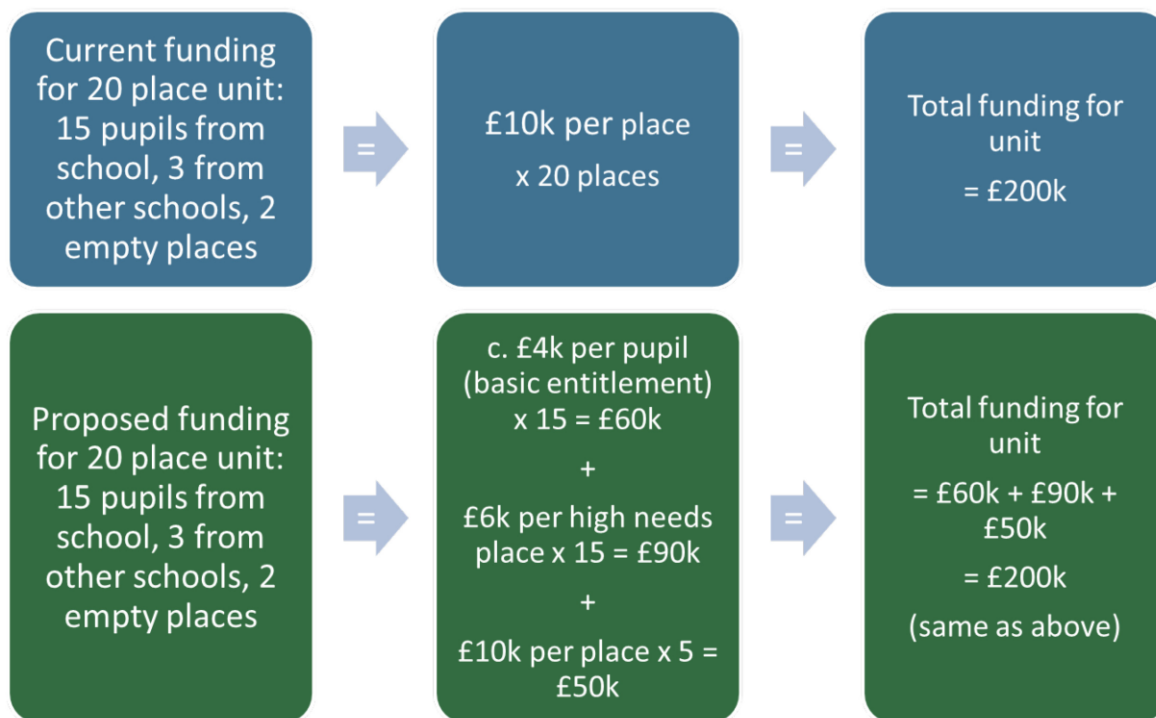 Current funding
for 20 place unit:
15 pupils from
school, 3 from
other schools, 2
empty places
=
£10k per place
x 20 places
=
Total funding for
unit
= £200k
Proposed funding
for 20 place unit:
15 pupils from
school, 3 from
other schools, 2
empty places
=
c. £4k per pupil
(basic entitlement)
x 15 = £60k
+
£6k per high needs
place x 15 = £90k
+
£10k per place x 5 =
£50k
=
Total funding for
unit
= £60k + £90k +
£50k
= £200k
(same as above)